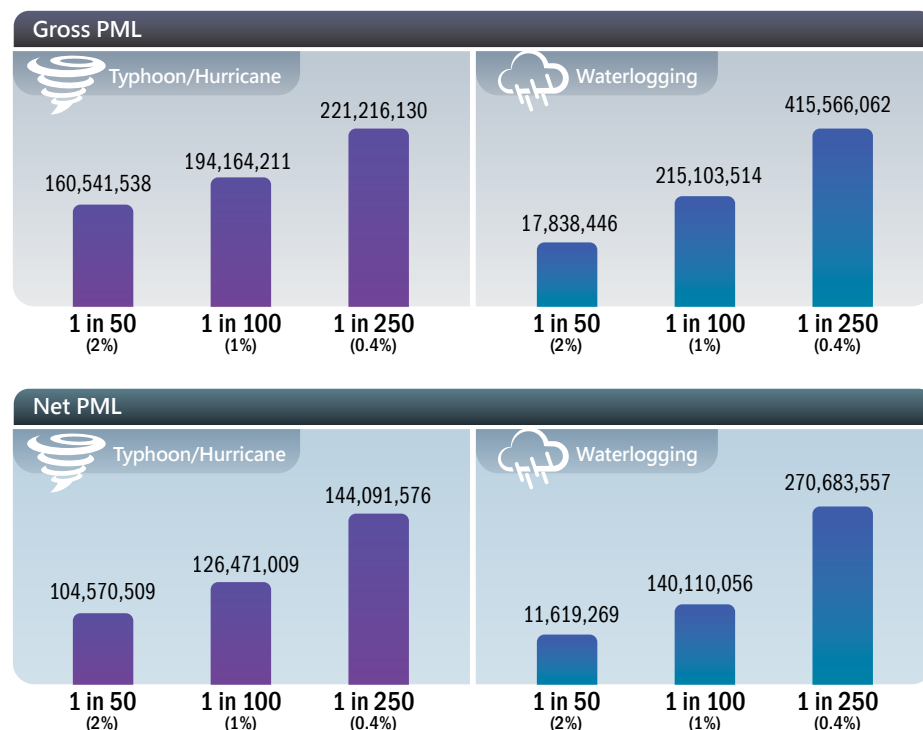 Gross PML
Typhoon/Hurricane
160,541,538
194,164,211
221,216,130
1 in 50
(2%)
1 in 100
(1%)
1 in 250
(0.4%)
Waterlogging
17,838,446
215,103,514
415,566,062
1 in 50
(2%)
1 in 100
(1%)
1 in 250
(0.4%)
Net PML
Typhoon/Hurricane
104,570,509
126,471,009
144,091,576
1 in 50
(2%)
1 in 100
(1%)
1 in 250
(0.4%)
Waterlogging
11,619,269
140,110,056
270,683,557
1 in 50
(2%)
1 in 100
(1%)
1 in 250
(0.4%)